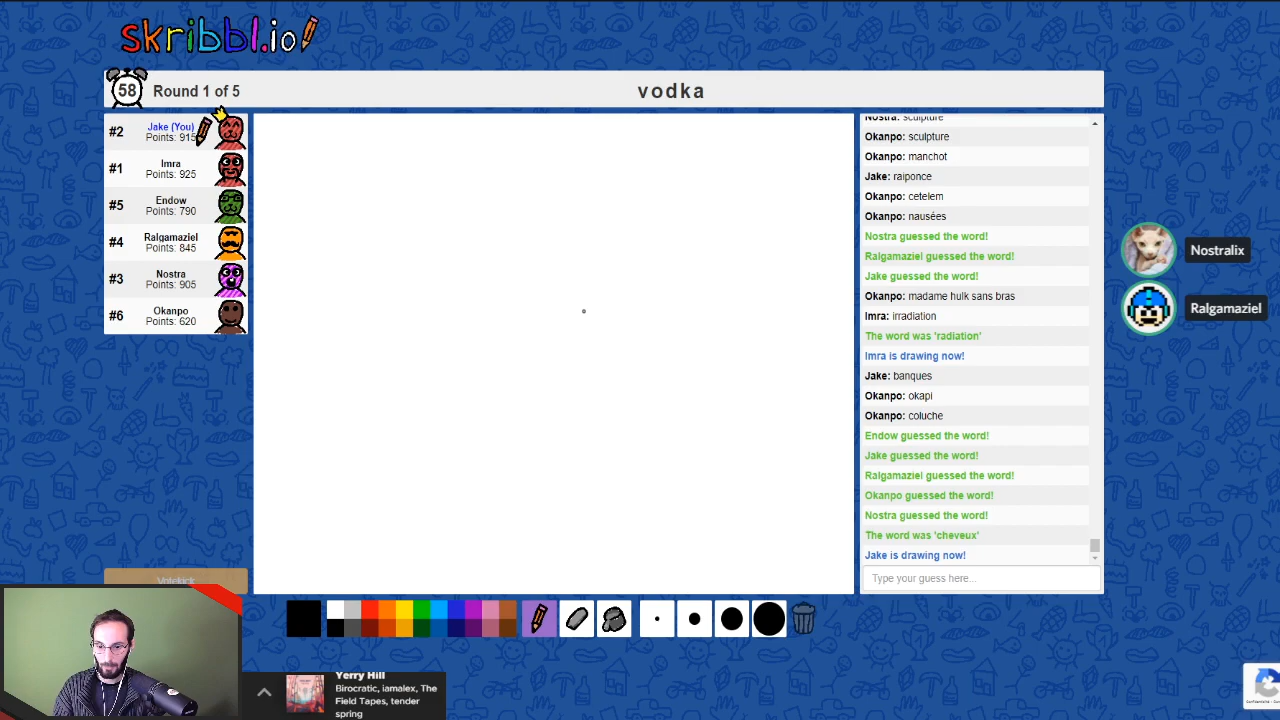 skribbl.io
58
Round 1 of 5
vodka
#2
Jake (You)
Points: 915
#1
Imra
Points: 925
#5
Endow
Points: 790
#4
Ralgamaziel
Points: 845
#3
Nostra
Points: 905
#6
Okanpo
Points: 620
Votekick
Nostra: sculpture
Okanpo: sculpture
Okanpo: manchot
Jake: raiponce
Okanpo: cetelem
Okanpo: nausées
Nostra guessed the word!
Ralgamaziel guessed the word!
Jake guessed the word!
Okanpo: madame hulk sans bras
Imra: irradiation
The word was 'radiation'
Imra is drawing now!
Jake: banques
Okanpo: okapi
Okanpo: coluche
Endow guessed the word!
Jake guessed the word!
Ralgamaziel guessed the word!
Okanpo guessed the word!
Nostra guessed the word!
The word was 'cheveux'
Jake is drawing now!
Type your guess here...
Nostralix
Ralgamaziel
Yerry Hill
Birocratic, iamalex, The
Field Tapes, tender
spring